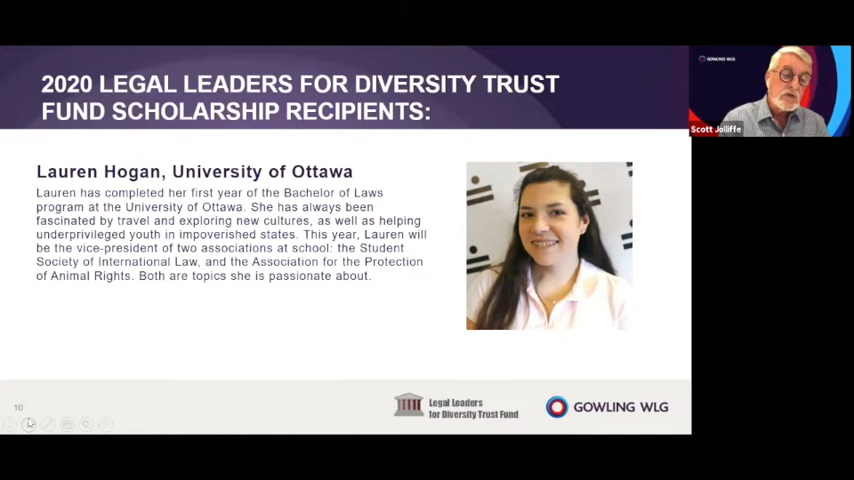 2020 LEGAL LEADERS FOR DIVERSITY TRUST
FUND SCHOLARSHIP RECIPIENTS:
GOWLING WLG
Scott Jolliffe
Lauren Hogan, University of Ottawa
Lauren has completed her first year of the Bachelor of Laws
program at the University of Ottawa. She has always been
fascinated by travel and exploring new cultures, as well as helping
underprivileged youth in impoverished states. This year, Lauren will
be the vice-president of two associations at school: the Student
Society of International Law, and the Association for the Protection
of Animal Rights. Both are topics she is passionate about.
10
Legal Leaders
for Diversity Trust Fund
GOWLING WLG